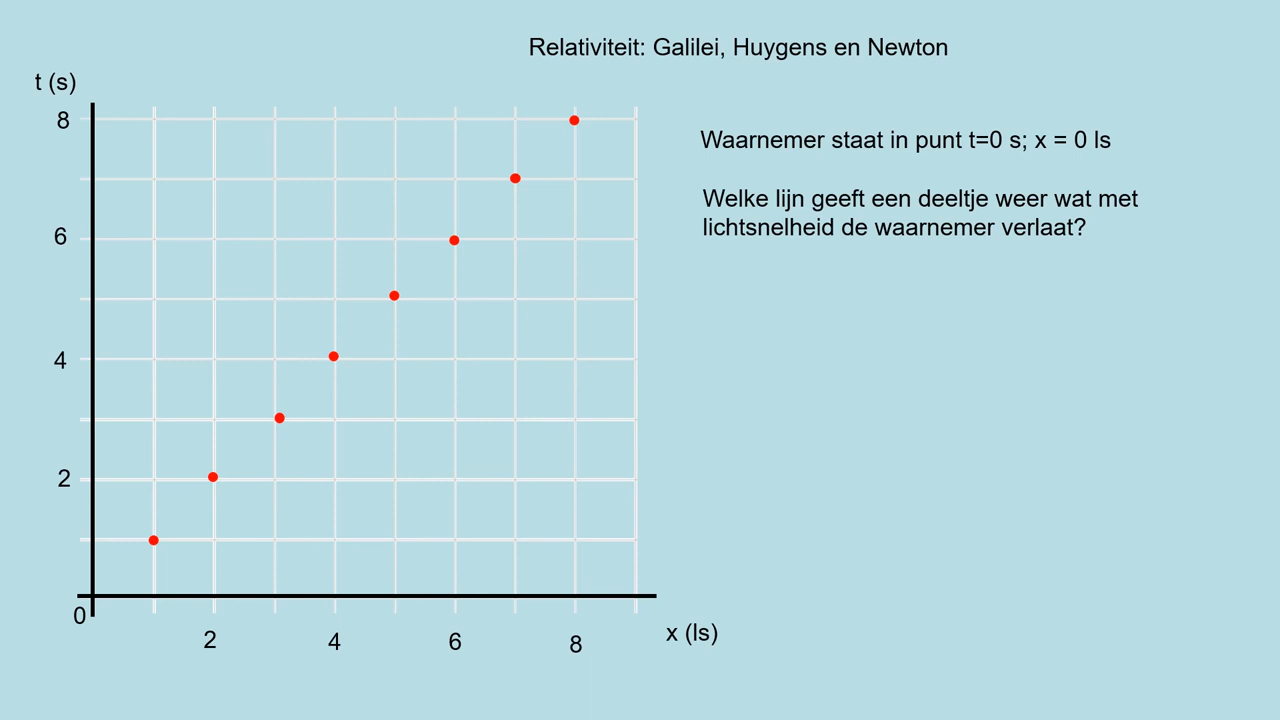 Relativiteit: Galilei, Huygens en Newton
t (s)
8
6
4
2
0
2 4 6 8
x (ls)
Waarnemer staat in punt t=0 s; x = 0 ls
Welke lijn geeft een deeltje weer wat met
lichtsnelheid de waarnemer verlaat?